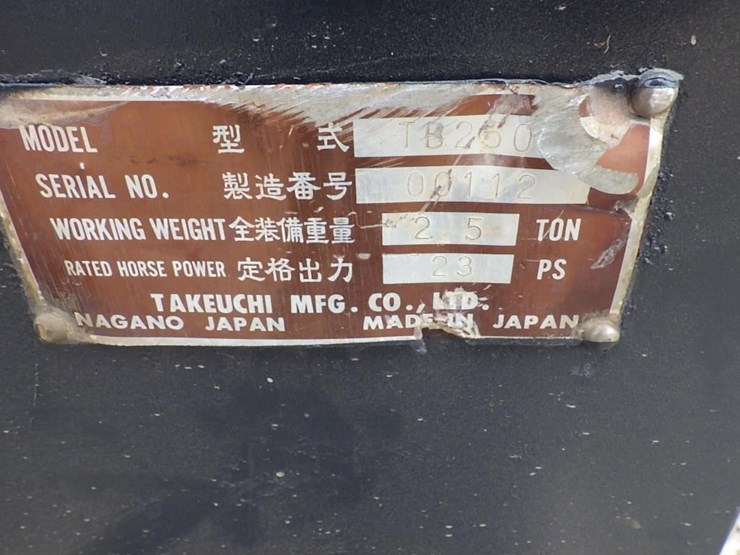 MODEL 型式 TB250
SERIAL NO. 製造番号 00112
WORKING WEIGHT 全装備重量 2.5 TON
RATED HORSE POWER 定格出力 23 PS
TAKEUCHI MFG. CO., LTD.
NAGANO JAPAN MADE-IN JAPAN